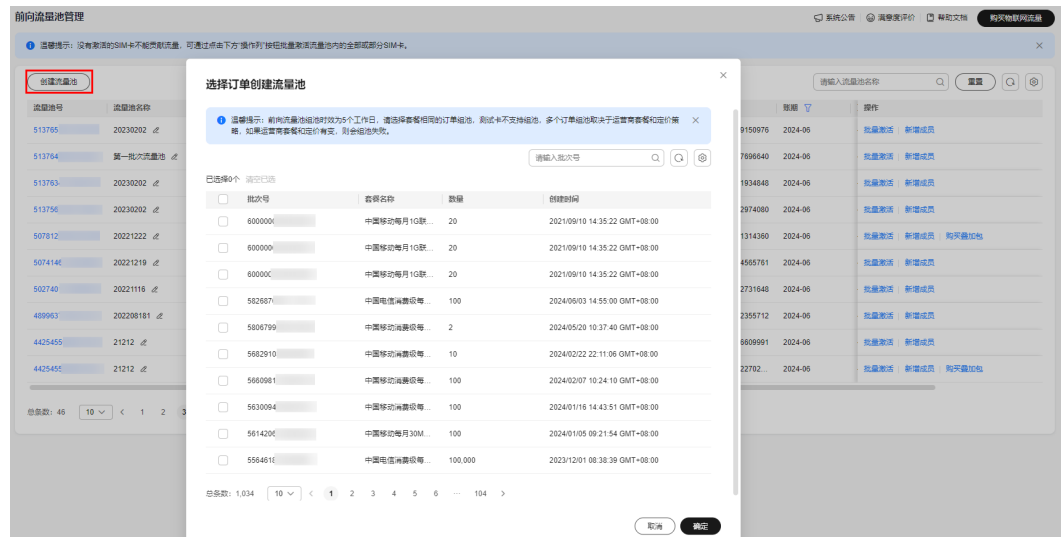 前向流量池管理
系统公告 满意度评价 帮助文档 购买物联网流量
温馨提示：没有激活的SIM卡不能贡献流量，可通过点击下方“操作列”按钮批量激活流量池内的全部或部分SIM卡。
创建流量池 请输入流量池名称 重置
流量池号 流量池名称 账期 操作
513765 20230202 9150976 2024-06 批量激活 新增成员
513764 第一批次流量池 7696640 2024-06 批量激活 新增成员
513763 20230202 1934848 2024-06 批量激活 新增成员
513756 20230202 2974080 2024-06 批量激活 新增成员
507812 20221222 1314360 2024-06 批量激活 新增成员 购买叠加包
5074146 20221219 4565761 2024-06 批量激活 新增成员
502740 20221116 2731648 2024-06 批量激活 新增成员
489963 202208181 2355712 2024-06 批量激活 新增成员
4425455 21212 6609991 2024-06 批量激活 新增成员
4425455 21212 22702... 2024-06 批量激活 新增成员 购买叠加包
总条数：46 10 < 1 2 3
选择订单创建流量池
温馨提示：前向流量池组池时效为5个工作日，请选择套餐相同的订单组池，测试卡不支持组池，多个订单组池取决于运营商套餐和定价策
略，如果运营商套餐和定价有变，则会组池失败。
请输入批次号
已选择0个 清空已选
批次号 套餐名称 数量 创建时间
600000 中国移动每月1G联... 20 2021/09/10 14:35:22 GMT+08:00
600000 中国移动每月1G联... 20 2021/09/10 14:35:22 GMT+08:00
600000 中国移动每月1G联... 20 2021/09/10 14:35:22 GMT+08:00
582687 中国电信消费级每... 100 2024/06/03 14:55:00 GMT+08:00
5806799 中国移动消费级每... 2 2024/05/20 10:37:40 GMT+08:00
5682910 中国移动消费级每... 10 2024/02/22 22:11:06 GMT+08:00
5660981 中国移动消费级每... 100 2024/02/07 10:24:10 GMT+08:00
5630094 中国移动消费级每... 100 2024/01/16 14:43:51 GMT+08:00
5614206 中国移动每月30M... 100 2024/01/05 09:21:54 GMT+08:00
5564618 中国电信消费级每... 100,000 2023/12/01 08:38:39 GMT+08:00
总条数：1,034 10 < 1 2 3 4 5 6 ... 104 >
取消 确定